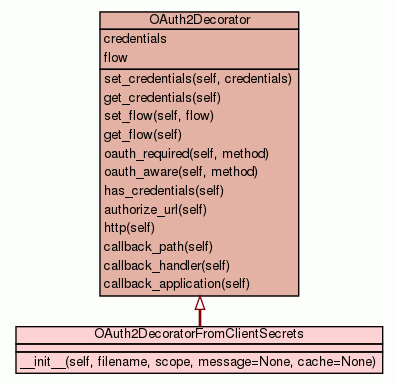 OAuth2Decorator
credentials
flow
set_credentials(self, credentials)
get_credentials(self)
set_flow(self, flow)
get_flow(self)
oauth_required(self, method)
oauth_aware(self, method)
has_credentials(self)
authorize_url(self)
http(self)
callback_path(self)
callback_handler(self)
callback_application(self)
OAuth2DecoratorFromClientSecrets
__init__(self, filename, scope, message=None, cache=None)